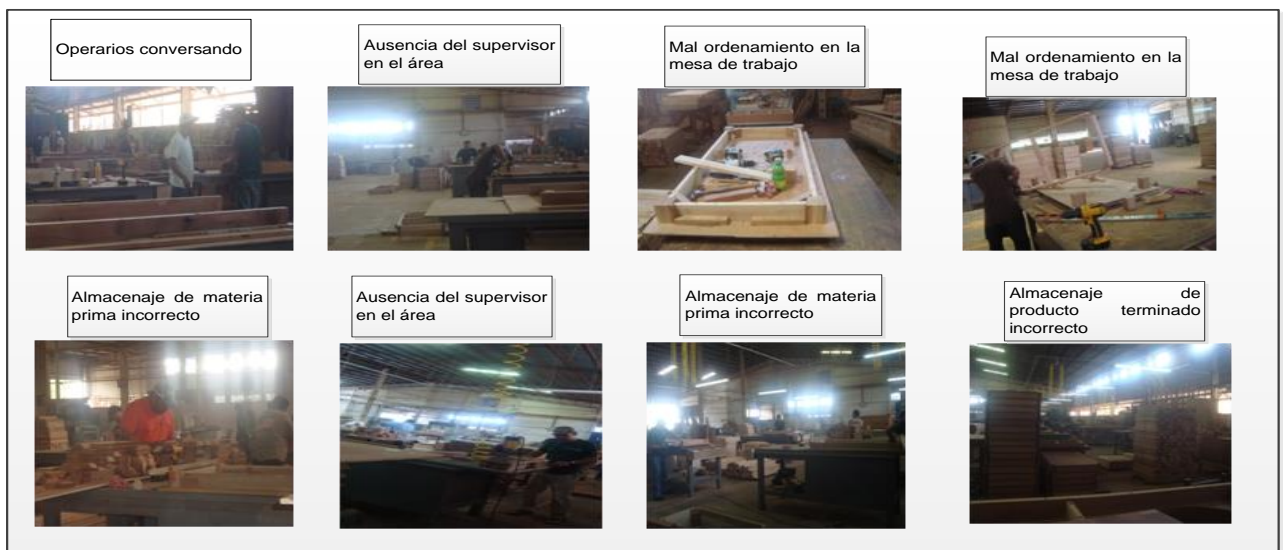 Operarios conversando
Ausencia del supervisor
en el área
Mal ordenamiento en la
mesa de trabajo
Mal ordenamiento en la
mesa de trabajo
Almacenaje de materia
prima incorrecto
Ausencia del supervisor
en el área
Almacenaje de materia
prima incorrecto
Almacenaje de
producto terminado
incorrecto